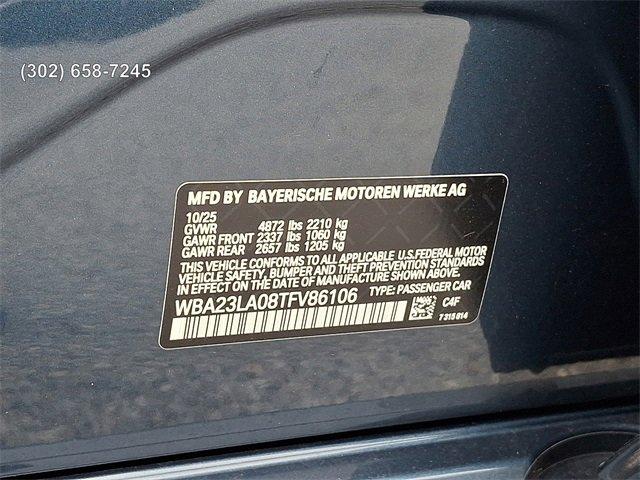 (302) 658-7245
MFD BY BAYERISCHE MOTOREN WERKE AG
10/25
GVWR 4872 lbs 2210 kg
GAWR FRONT 2337 lbs 1060 kg
GAWR REAR 2657 lbs 1205 kg
THIS VEHICLE CONFORMS TO ALL APPLICABLE U.S.FEDERAL MOTOR
VEHICLE SAFETY, BUMPER AND THEFT PREVENTION STANDARDS
IN EFFECT ON THE DATE OF MANUFACTURE SHOWN ABOVE.
WBA23LA08TFV86106 TYPE: PASSENGER CAR
C4F
7315814